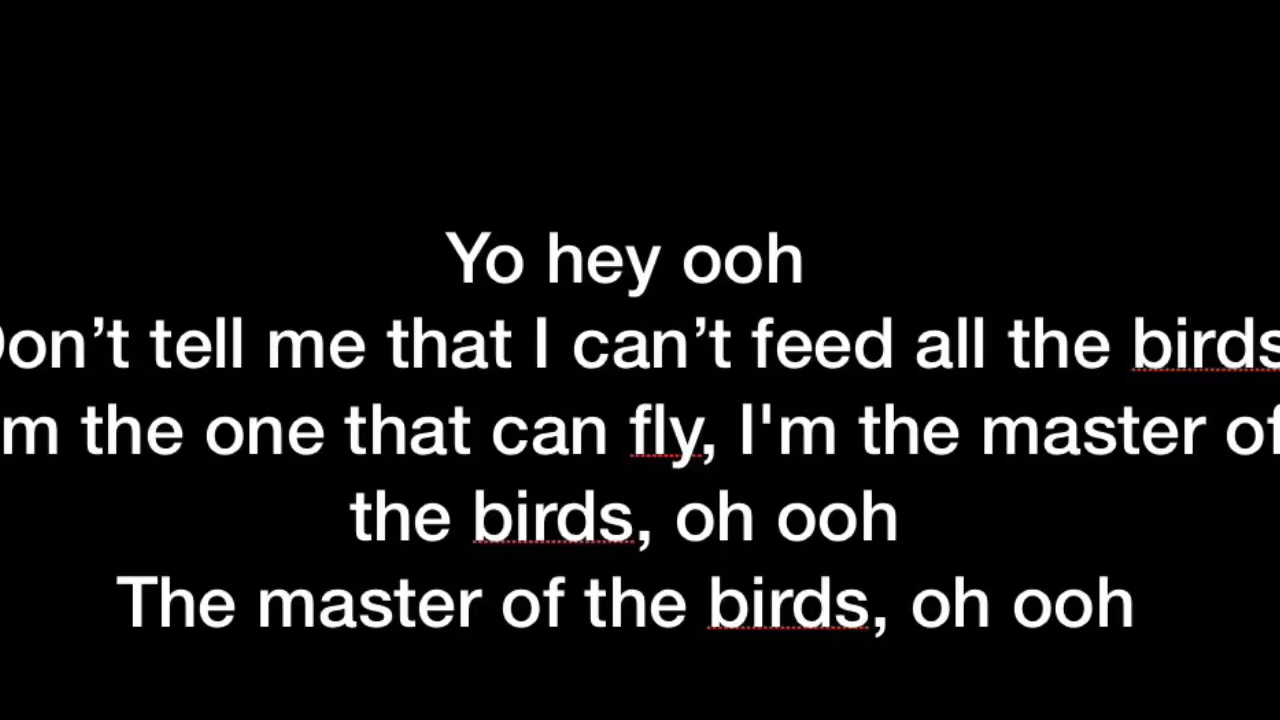 Yo hey ooh
Don’t tell me that I can’t feed all the birds
m the one that can fly, I'm the master of
the birds, oh ooh
The master of the birds, oh ooh